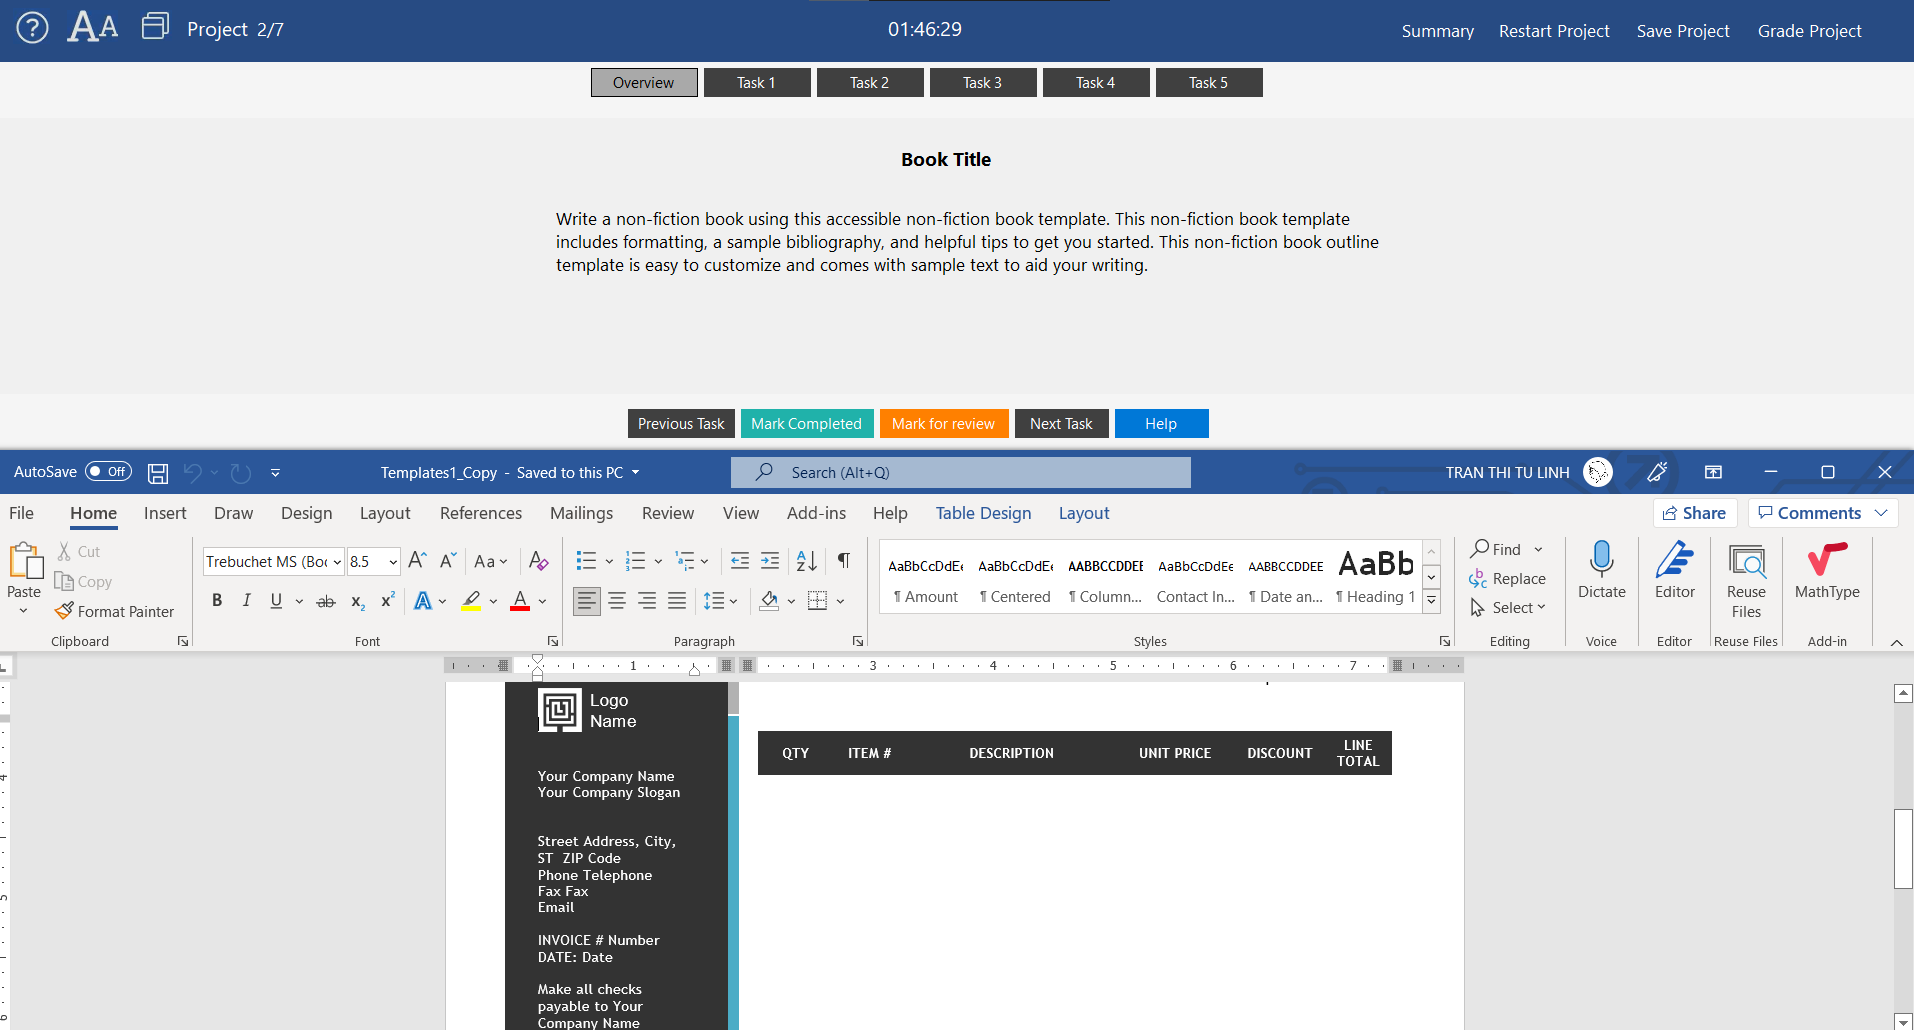 Project 2/7
01:46:29
Summary Restart Project Save Project Grade Project
Overview Task 1 Task 2 Task 3 Task 4 Task 5
Book Title
Write a non-fiction book using this accessible non-fiction book template. This non-fiction book template
includes formatting, a sample bibliography, and helpful tips to get you started. This non-fiction book outline
template is easy to customize and comes with sample text to aid your writing.
Previous Task Mark Completed Mark for review Next Task Help
AutoSave Off Templates1_Copy - Saved to this PC Search (Alt+Q) TRAN THI TU LINH
File Home Insert Draw Design Layout References Mailings Review View Add-ins Help Table Design Layout Share Comments
Paste
Cut
Copy
Format Painter
Clipboard
Trebuchet MS (Boc 8.5
Font
Paragraph
AaBbCcDdEe AaBbCcDdEe AABBCCDDEE AaBbCcDdEe AABBCCDDEE AaBb
¶ Amount ¶ Centered ¶ Column... Contact In... ¶ Date an... ¶ Heading 1
Styles
Find
Replace
Select
Editing
Dictate
Voice
Editor
Editor
Reuse
Files
Reuse Files
MathType
Add-in
1 3 4 5 6 7
4
5
6
Logo
Name
Your Company Name
Your Company Slogan
Street Address, City,
ST ZIP Code
Phone Telephone
Fax Fax
Email
INVOICE # Number
DATE: Date
Make all checks
payable to Your
Company Name
QTY ITEM # DESCRIPTION UNIT PRICE DISCOUNT LINE
TOTAL